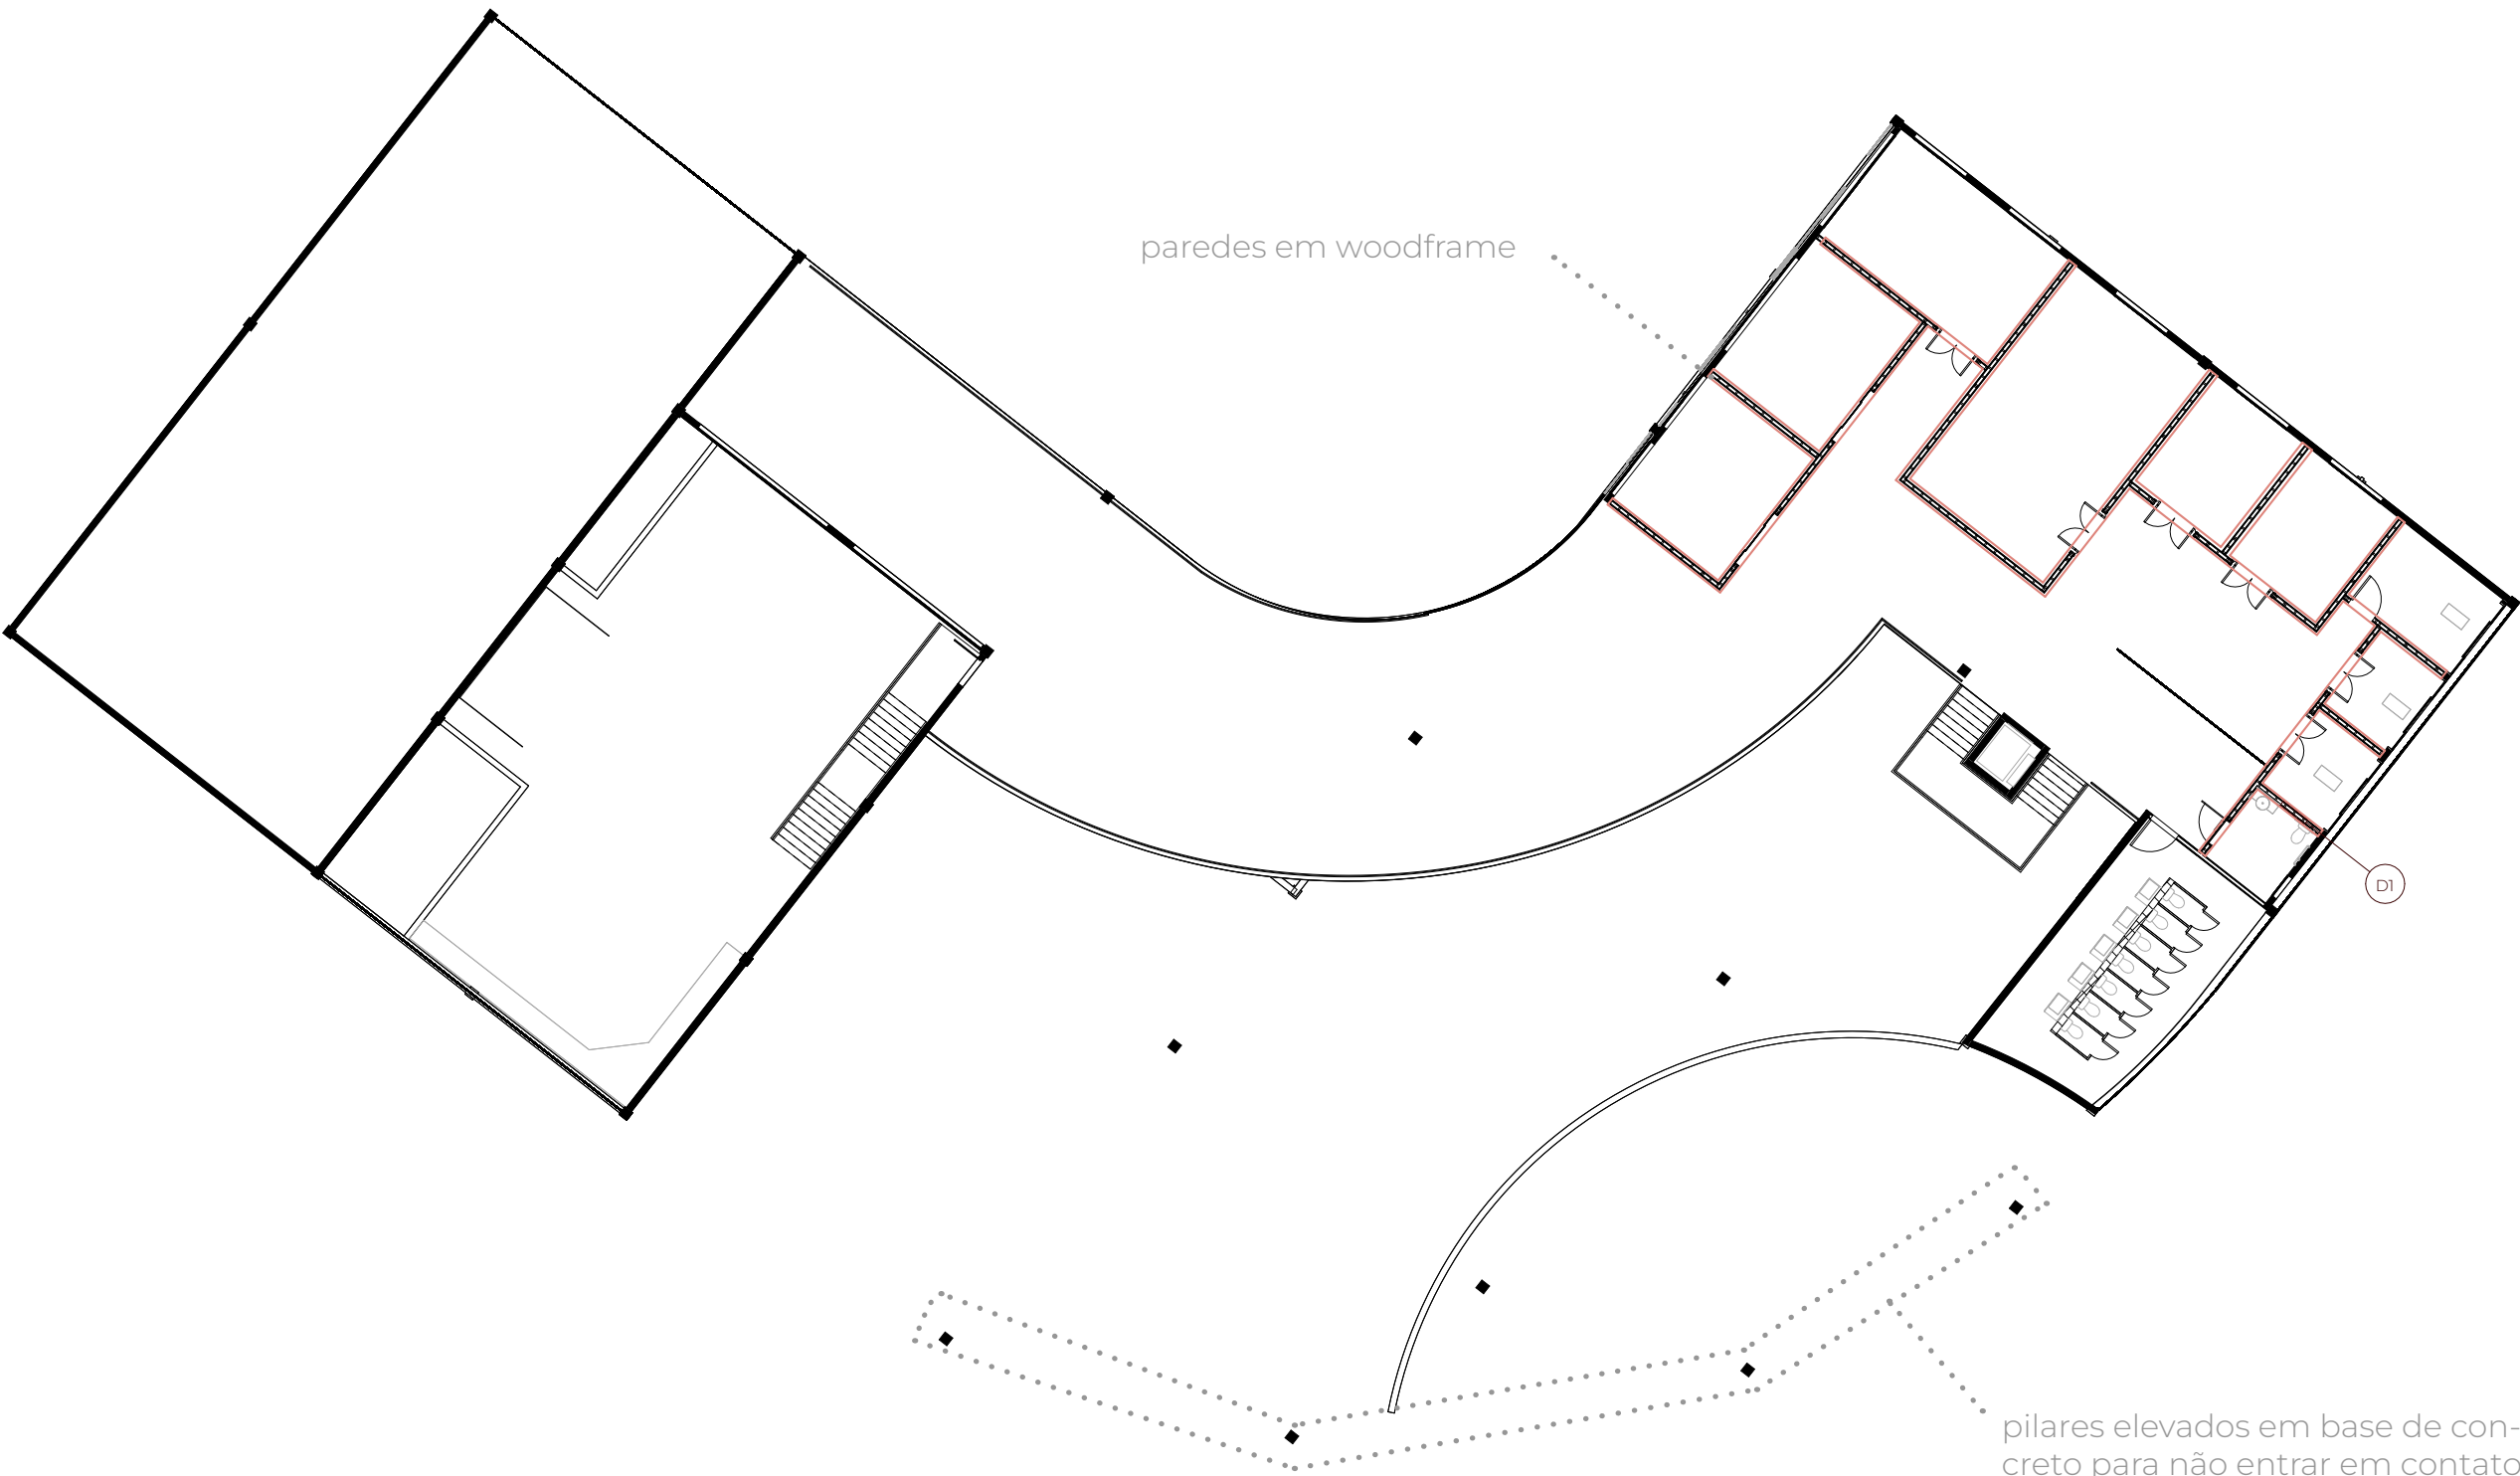 paredes em woodframe
D1
pilares elevados em base de con-
creto para não entrar em contato